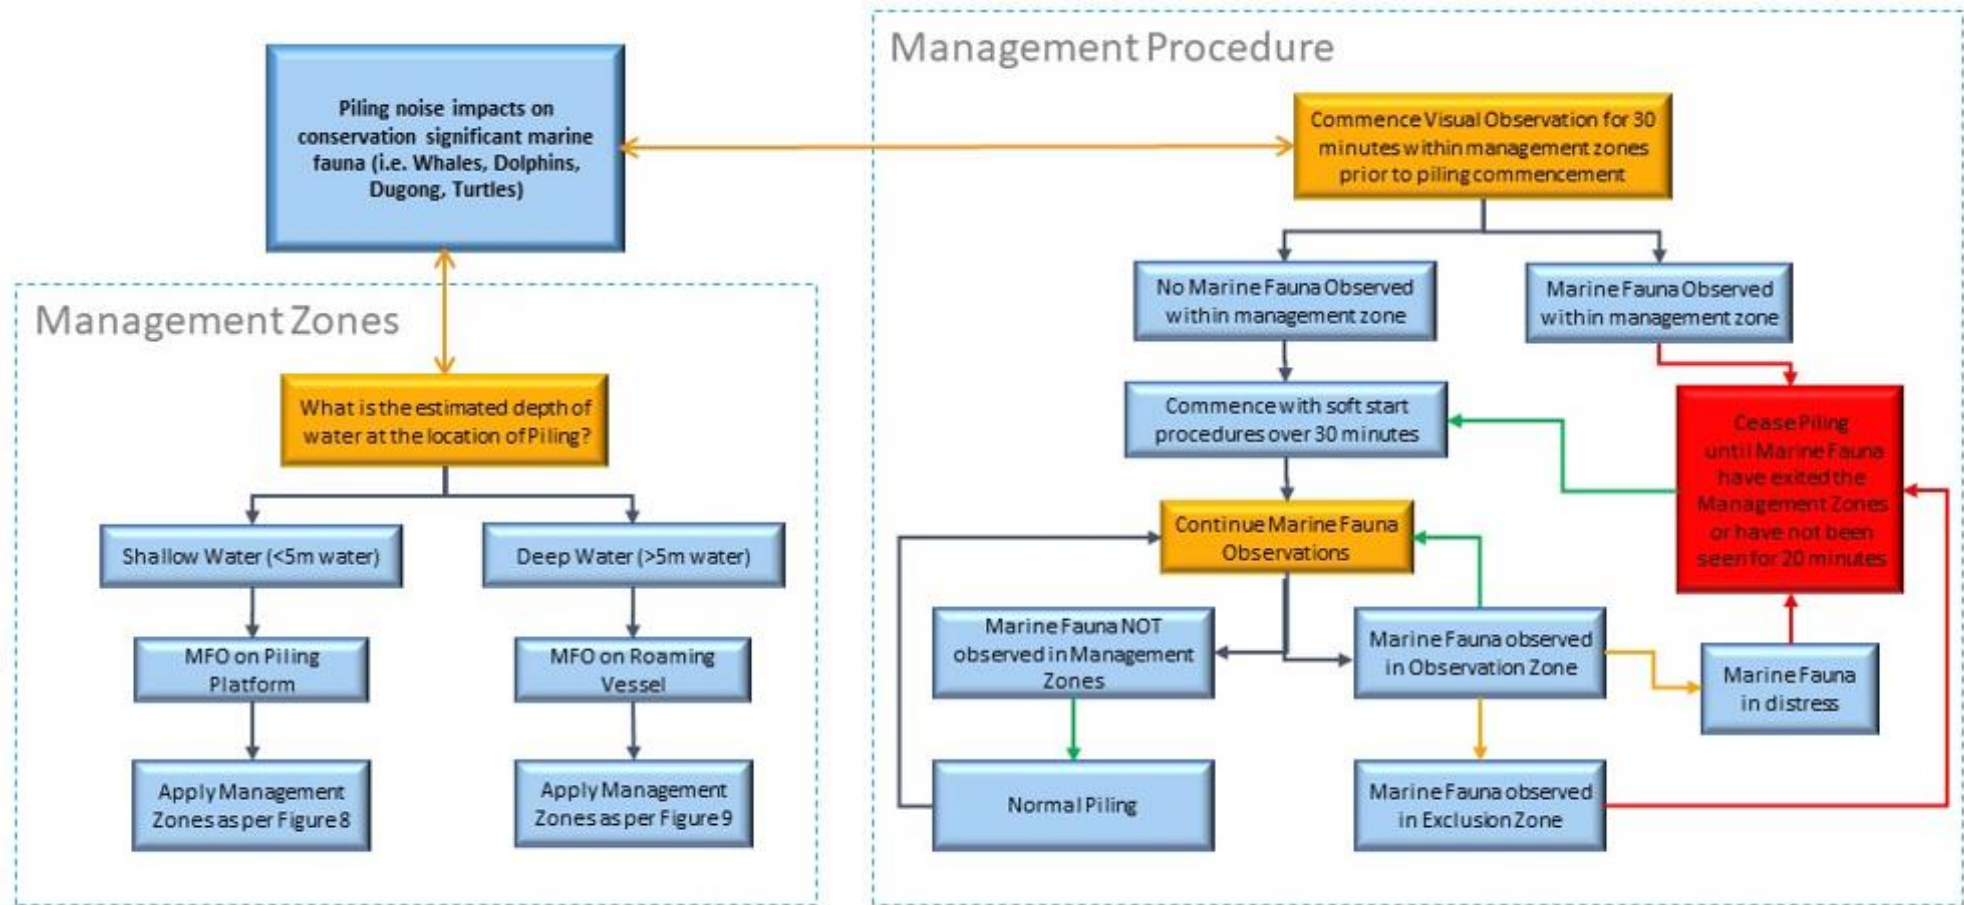 Management Procedure
Piling noise impacts on
conservation significant marine
fauna (i.e. Whales, Dolphins,
Dugong, Turtles)
Commence Visual Observation for 30
minutes within management zones
prior to piling commencement
No Marine Fauna Observed
within management zone
Marine Fauna Observed
within management zone
Commence with soft start
procedures over 30 minutes
Cease Piling
until Marine Fauna
have exited the
Management Zones
or have not been
seen for 20 minutes
Continue Marine Fauna
Observations
Marine Fauna NOT
observed in Management
Zones
Marine Fauna observed
in Observation Zone
Marine Fauna
in distress
Normal Piling
Marine Fauna observed
in Exclusion Zone
Management Zones
What is the estimated depth of
water at the location of Piling?
Shallow Water (<5m water)
Deep Water (>5m water)
MFO on Piling
Platform
MFO on Roaming
Vessel
Apply Management
Zones as per Figure 8
Apply Management
Zones as per Figure 9